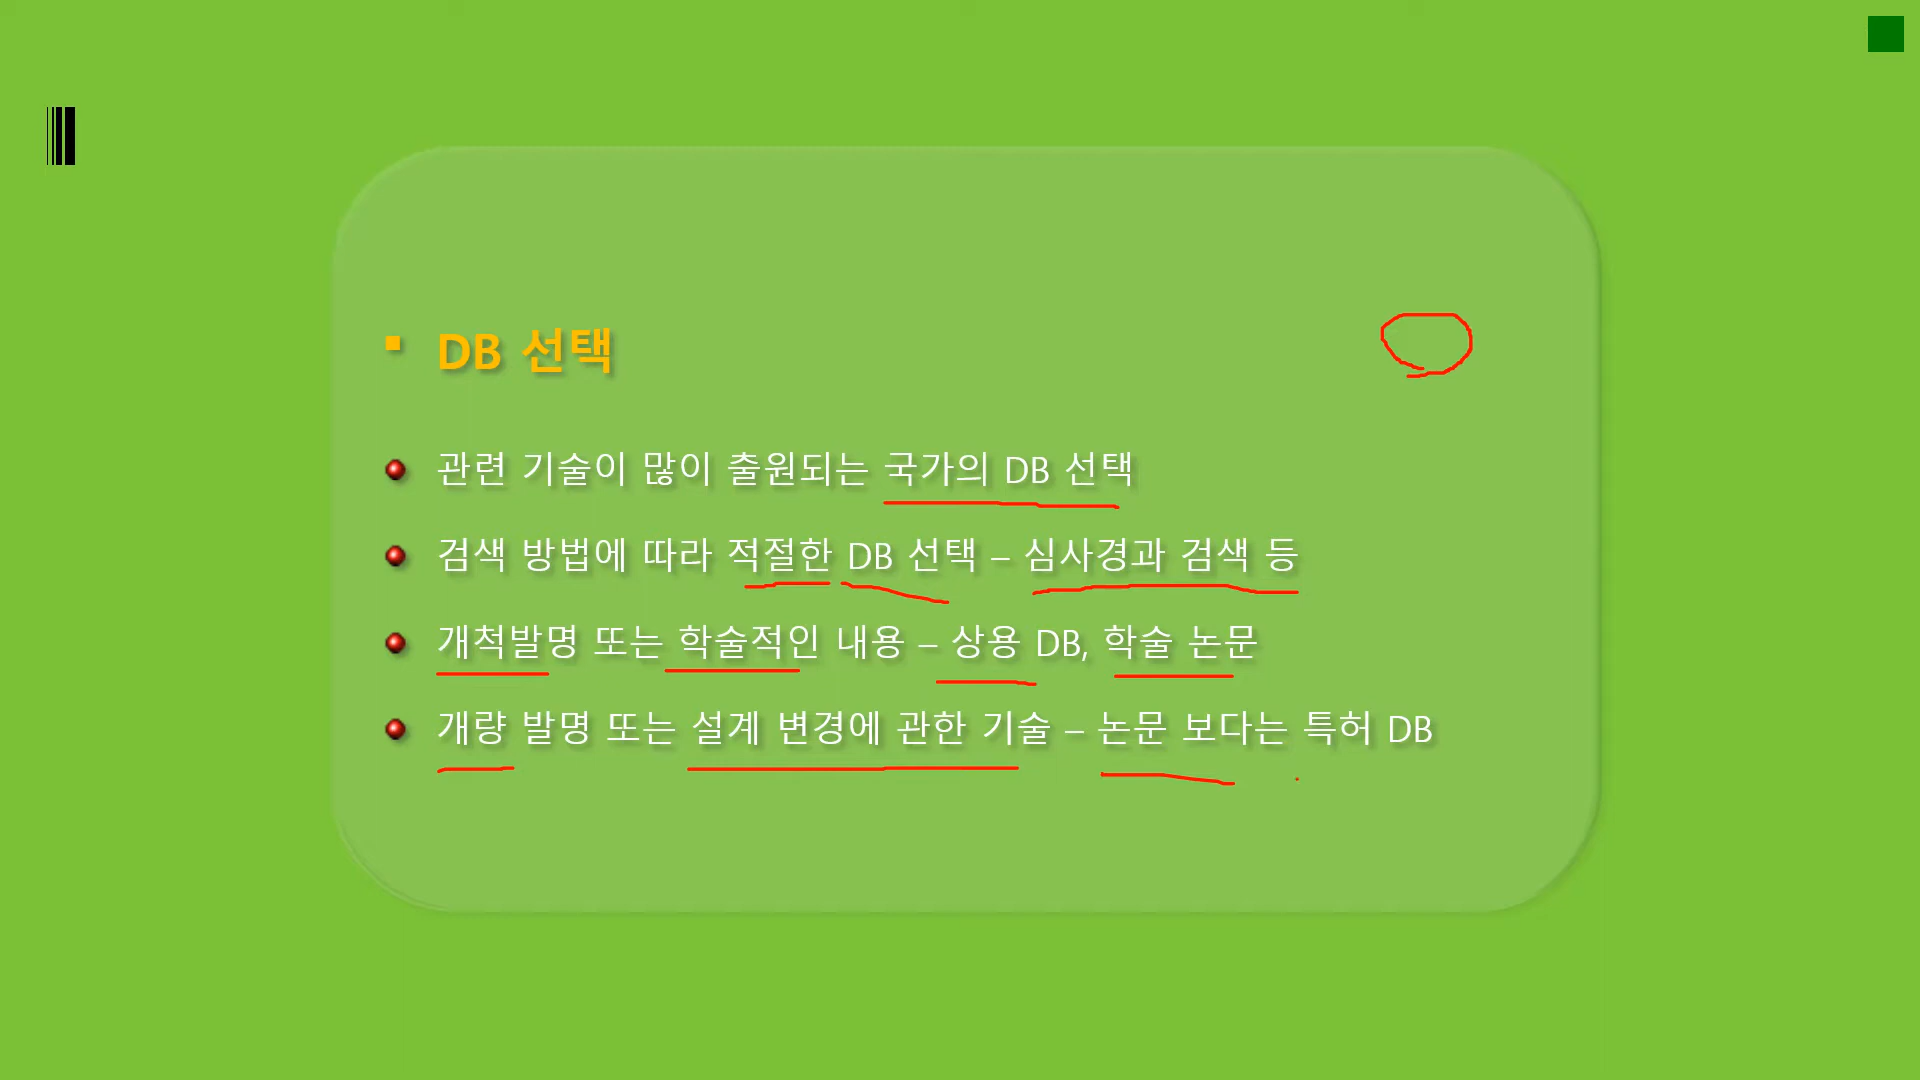 DB 선택
관련 기술이 많이 출원되는 국가의 DB 선택
검색 방법에 따라 적절한 DB 선택 – 심사경과 검색 등
개척발명 또는 학술적인 내용 – 상용 DB, 학술 논문
개량 발명 또는 설계 변경에 관한 기술 – 논문 보다는 특허 DB